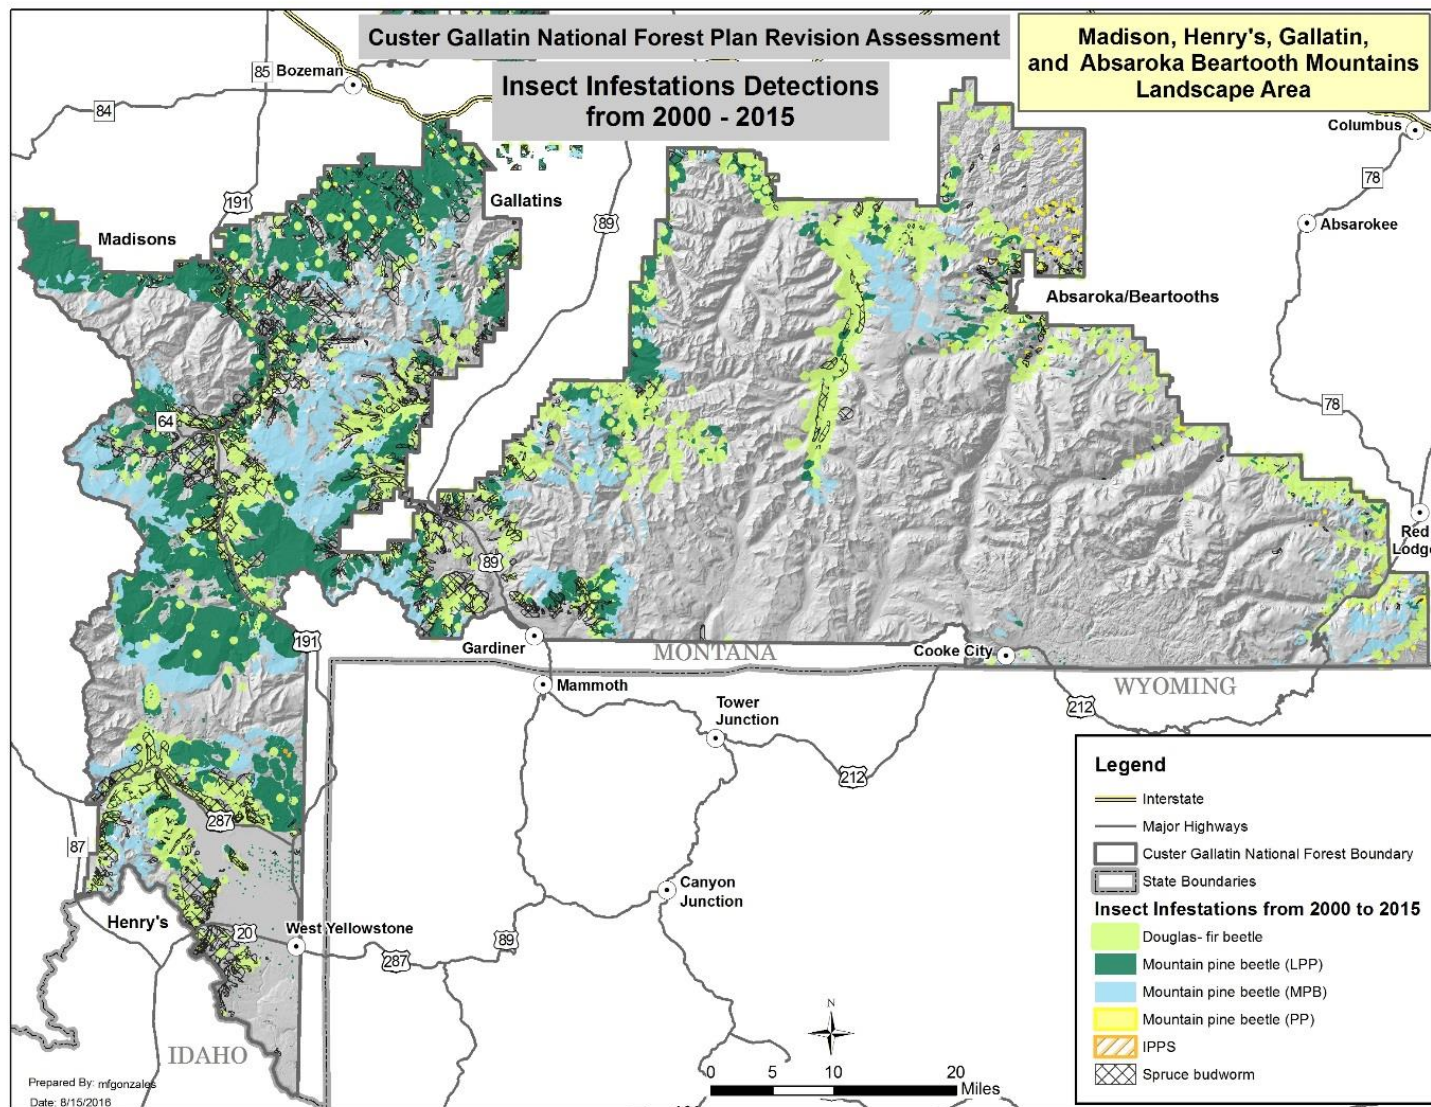 Custer Gallatin National Forest Plan Revision Assessment
Insect Infestations Detections
from 2000 - 2015
Madison, Henry's, Gallatin,
and Absaroka Beartooth Mountains
Landscape Area
85
Bozeman
84
Columbus
78
191
Gallatins
89
Absarokee
Madisons
Absaroka/Beartooths
64
78
Red
Lodge
89
191
Gardiner
MONTANA
Cooke City
Mammoth
WYOMING
212
Tower
Junction
212
287
87
Canyon
Junction
Henry's
20
West Yellowstone
89
287
IDAHO
N
0 5 10 20
Miles
Prepared By: mfgonzales
Date: 8/15/2016
Legend
Interstate
Major Highways
Custer Gallatin National Forest Boundary
State Boundaries
Insect Infestations from 2000 to 2015
Douglas- fir beetle
Mountain pine beetle (LPP)
Mountain pine beetle (MPB)
Mountain pine beetle (PP)
IPPS
Spruce budworm